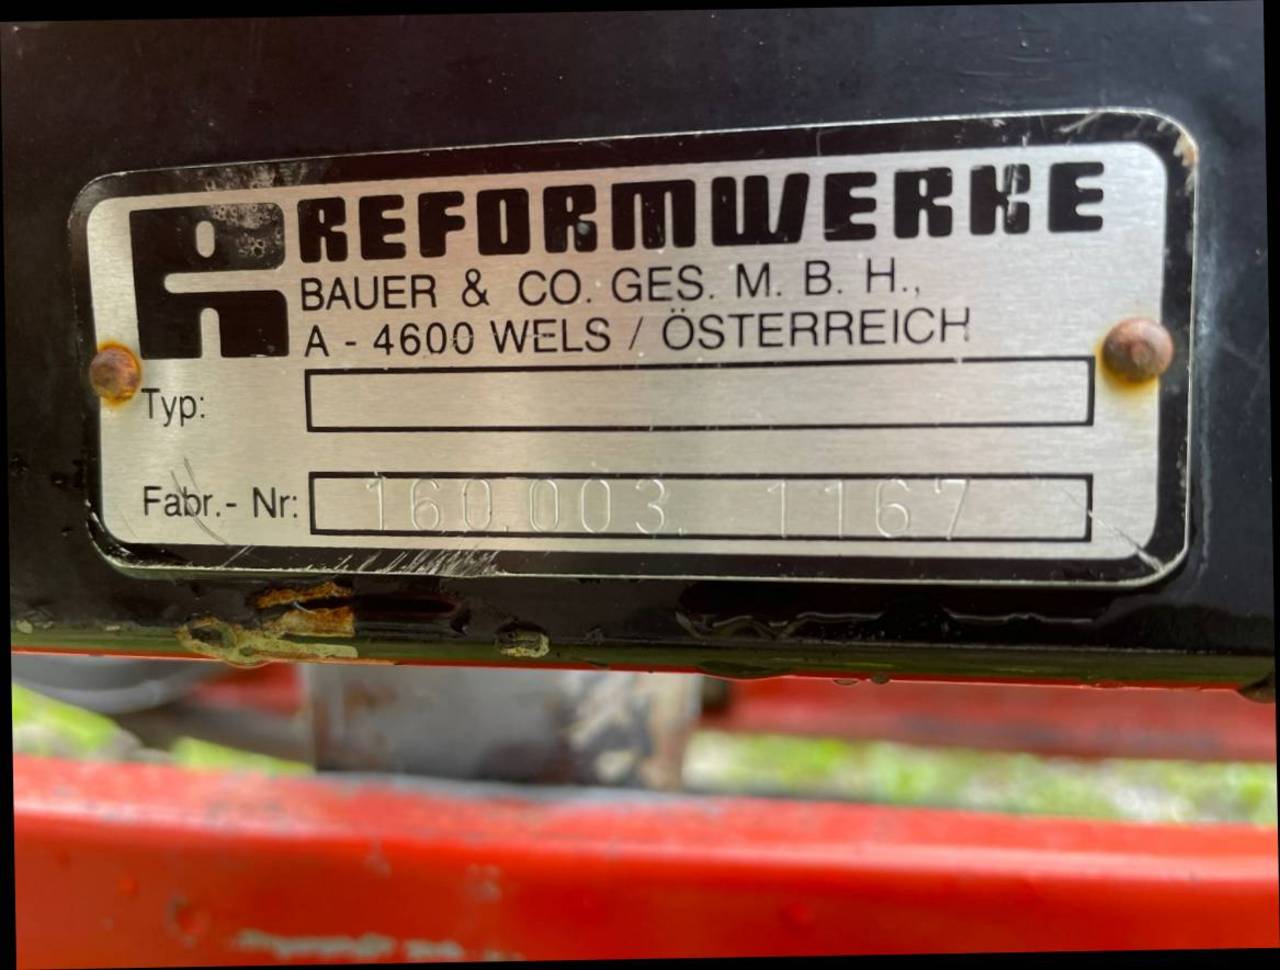 REFORMWERKE
BAUER & CO. GES. M. B. H.,
A - 4600 WELS / ÖSTERREICH
Typ:
Fabr.- Nr: 160.003. 1167